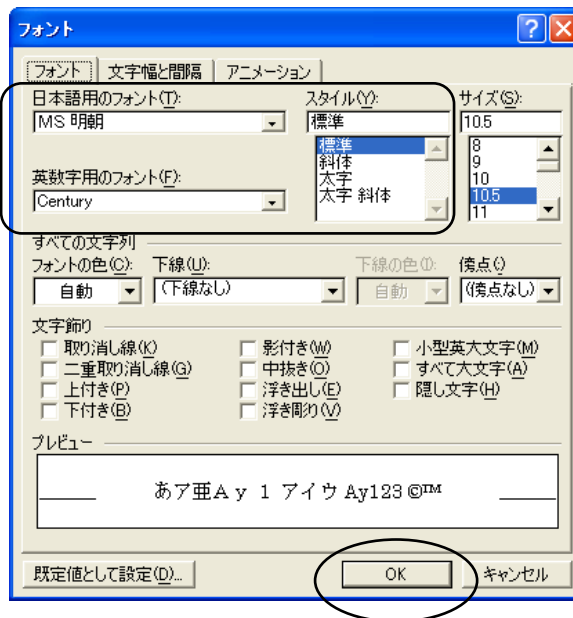 フォント
フォント 文字幅と間隔 アニメーション
日本語用のフォント(T): スタイル(Y): サイズ(S):
MS 明朝 標準 10.5
標準 8
斜体 9
太字 10
太字 斜体 10.5
11
英数字用のフォント(F):
Century
すべての文字列
フォントの色(C): 下線(U): 下線の色(I): 傍点(:)
自動 (下線なし) 自動 (傍点なし)
文字飾り
取り消し線(K) 影付き(W) 小型英大文字(M)
二重取り消し線(G) 中抜き(O) すべて大文字(A)
上付き(P) 浮き出し(E) 隠し文字(H)
下付き(B) 浮き彫り(V)
プレビュー
あア亜Ａｙ １ アイウ Ay123 ©™
既定値として設定(D)... OK キャンセル